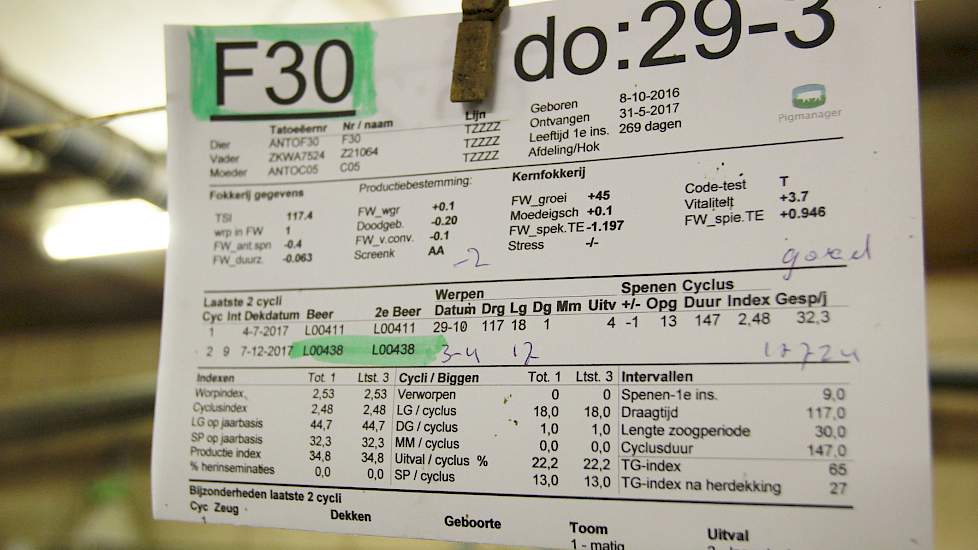 F30 do:29-3
Geboren 8-10-2016
Ontvangen 31-5-2017
Leeftijd 1e ins. 269 dagen
Afdeling/Hok
Pigmanager
Tatoeëernr Nr / naam Lijn
Dier ANTOF30 F30 TZZZZ
Vader ZKWA7524 Z21064 TZZZZ
Moeder ANTOC05 C05 TZZZZ
Fokkerij gegevens Productiebestemming: Kernfokkerij
TSI 117.4 FW_wgr +0.1 FW_groei +45 Code-test T
wrp in FW 1 Doodgeb. -0.20 Moedeigsch +0.1 Vitaliteit +3.7
FW_ant.spn -0.4 FW_v.conv. -0.1 FW_spek.TE -1.197 FW_spie.TE +0.946
FW_duurz. -0.063 Screenk AA Stress -/-
-2 goed
Laatste 2 cycli Werpen Spenen Cyclus
Cyc Int Dekdatum Beer 2e Beer Datum Drg Lg Dg Mm Uitv +/- Opg Duur Index Gesp/j
1 4-7-2017 L00411 L00411 29-10 117 18 1 4 -1 13 147 2,48 32,3
2 9 7-12-2017 L00438 L00438 3-4 17
Indexen Tot. 1 Ltst. 3 Cycli / Biggen Tot. 1 Ltst. 3 Intervallen
Worpindex 2,53 2,53 Verworpen 0 0 Spenen-1e ins. 9,0
Cyclusindex 2,48 2,48 LG / cyclus 18,0 18,0 Draagtijd 117,0
LG op jaarbasis 44,7 44,7 DG / cyclus 1,0 1,0 Lengte zoogperiode 30,0
SP op jaarbasis 32,3 32,3 MM / cyclus 0,0 0,0 Cyclusduur 147,0
Productie index 34,8 34,8 Uitval / cyclus % 22,2 22,2 TG-index 65
% herinseminaties 0,0 0,0 SP / cyclus 13,0 13,0 TG-index na herdekking 27
Bijzonderheden laatste 2 cycli
Cyc Zeug Dekken Geboorte Toom Uitval
1 1 - matig